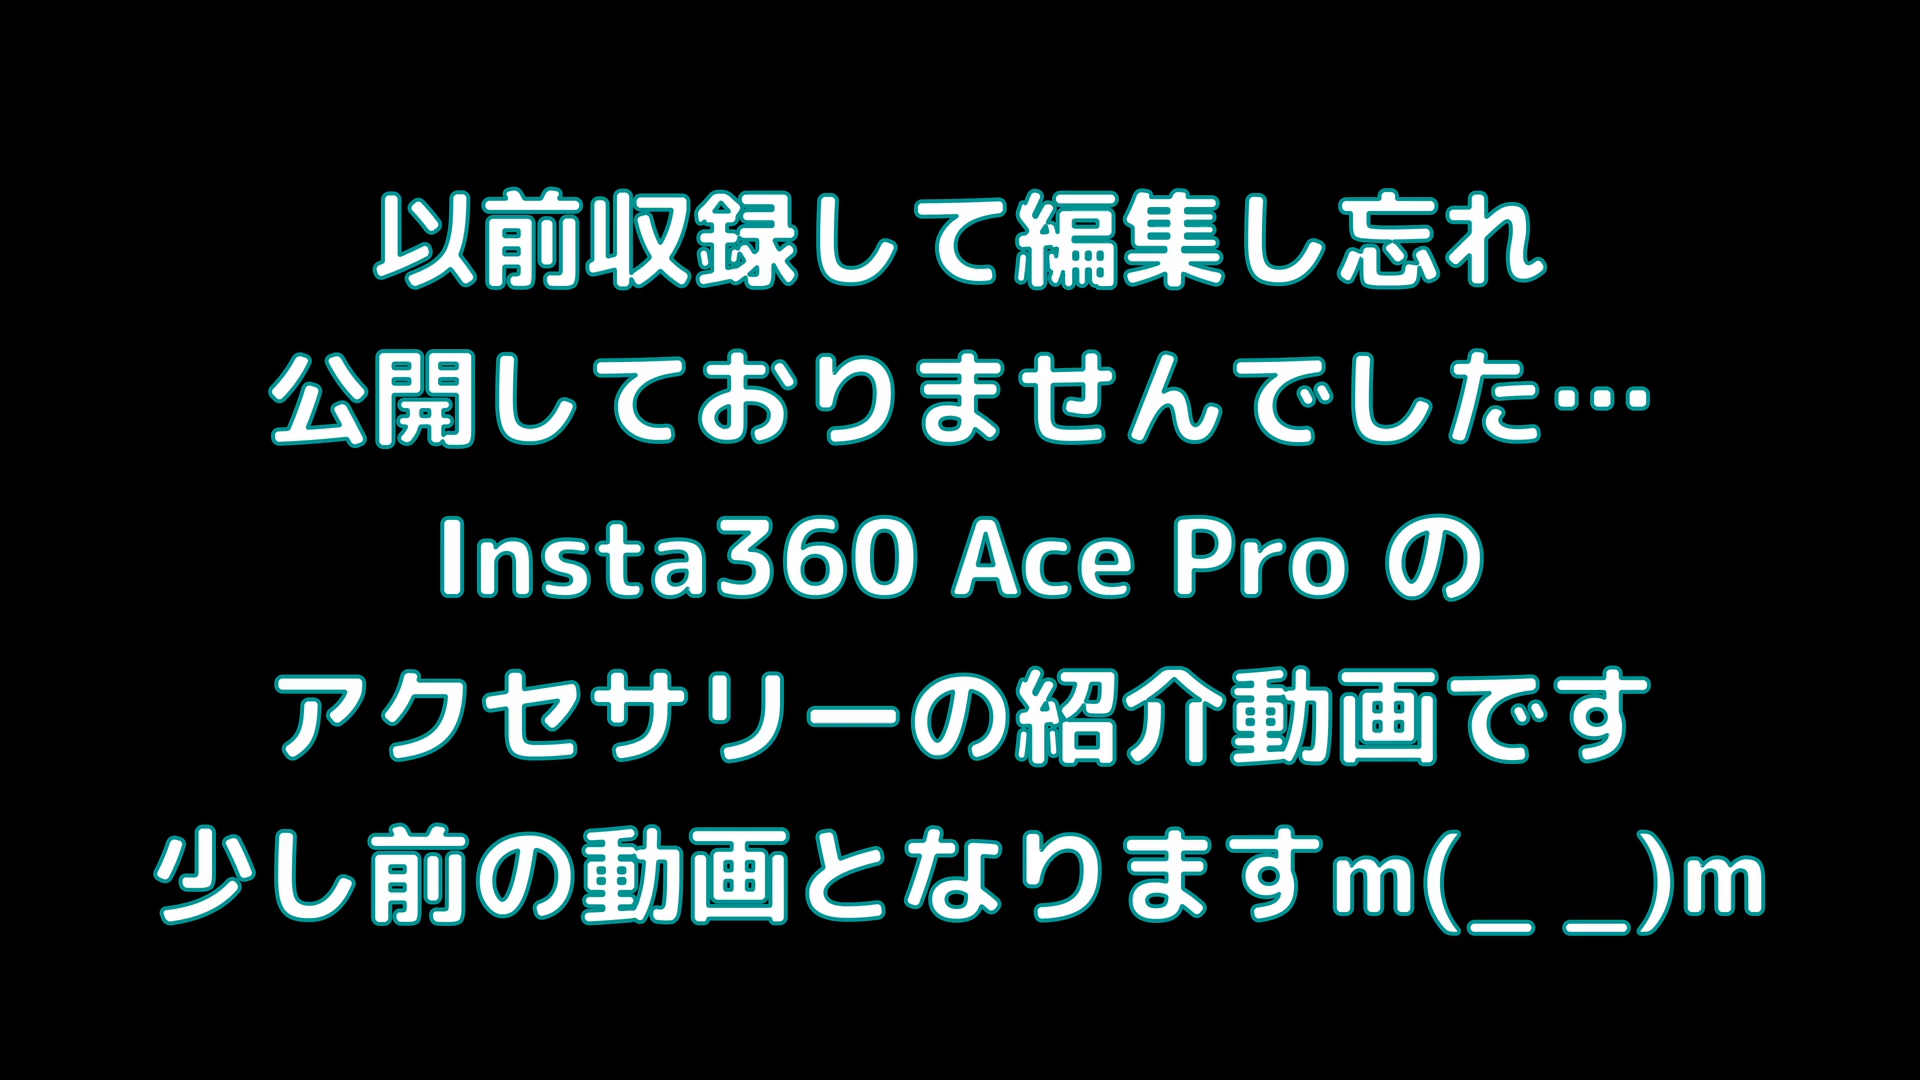 以前収録して編集し忘れ
公開しておりませんでした…
Insta360 Ace Pro の
アクセサリーの紹介動画です
少し前の動画となりますm(_ _)m